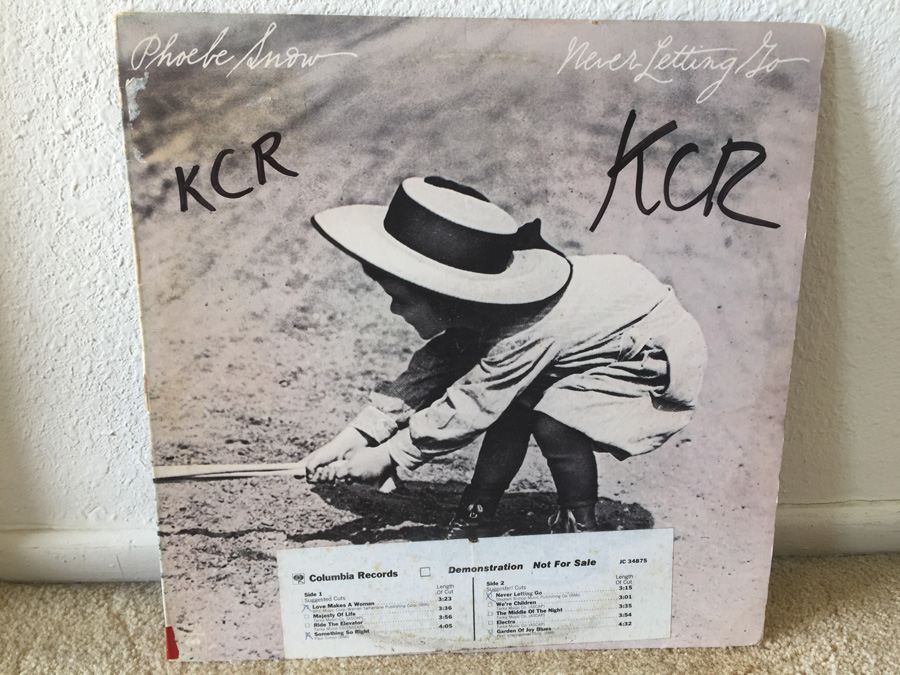 Phoebe Snow
Never Letting Go
KCR
KCR
Columbia Records
Demonstration Not For Sale
JC 34875
Side 1
Suggested Cuts
Length
Of Cut
Love Makes A Woman
3:23
Majesty Of Life
3:36
Ride The Elevator
3:56
Something So Right
4:05
Side 2
Suggested Cuts
Length
Of Cut
Never Letting Go
3:15
We're Children
3:01
The Middle Of The Night
3:35
Electra
3:54
Garden Of Joy Blues
4:32